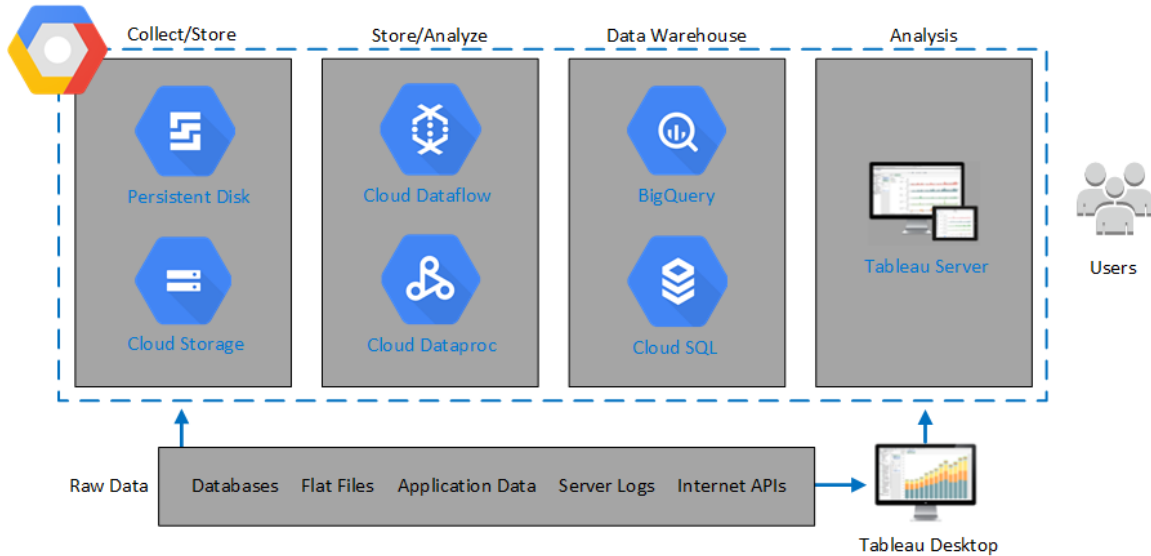 Collect/Store
Store/Analyze
Data Warehouse
Analysis
Persistent Disk
Cloud Dataflow
BigQuery
Cloud Storage
Cloud Dataproc
Cloud SQL
Tableau Server
Users
Raw Data
Databases
Flat Files
Application Data
Server Logs
Internet APIs
Tableau Desktop